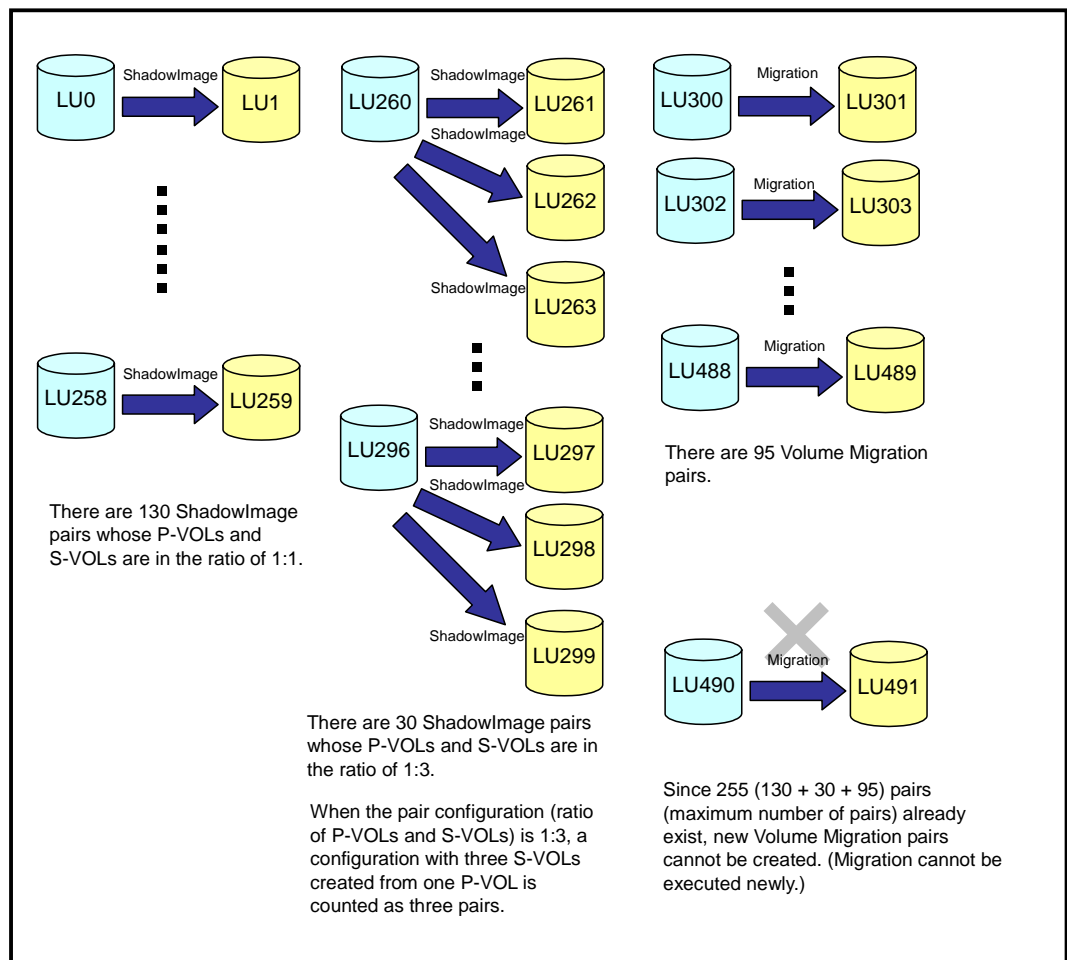 ShadowImage
LU0
LU1
LU258
ShadowImage
LU259
There are 130 ShadowImage
pairs whose P-VOLs and
S-VOLs are in the ratio of 1:1.
LU260
ShadowImage
LU261
ShadowImage
LU262
ShadowImage
LU263
LU296
ShadowImage
LU297
ShadowImage
LU298
ShadowImage
LU299
There are 30 ShadowImage pairs
whose P-VOLs and S-VOLs are in
the ratio of 1:3.
When the pair configuration (ratio
of P-VOLs and S-VOLs) is 1:3, a
configuration with three S-VOLs
created from one P-VOL is
counted as three pairs.
LU300
Migration
LU301
LU302
Migration
LU303
LU488
Migration
LU489
There are 95 Volume Migration
pairs.
LU490
Migration
LU491
Since 255 (130 + 30 + 95) pairs
(maximum number of pairs) already
exist, new Volume Migration pairs
cannot be created. (Migration cannot be
executed newly.)